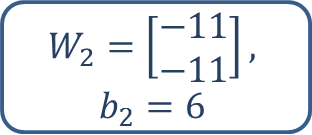 W₂ = [−11
−11],
b₂ = 6